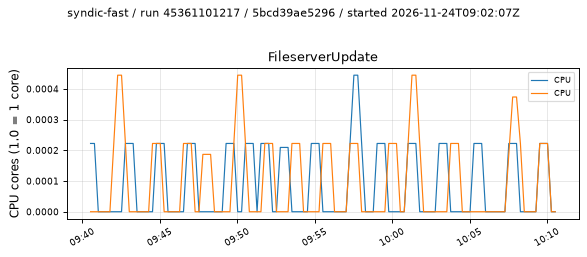 syndic-fast / run 45361101217 / 5bcd39ae5296 / started 2026-11-24T09:02:07Z
FileserverUpdate
CPU cores (1.0 = 1 core)
0.0004
0.0003
0.0002
0.0001
0.0000
CPU
CPU
09:40
09:45
09:50
09:55
10:00
10:05
10:10